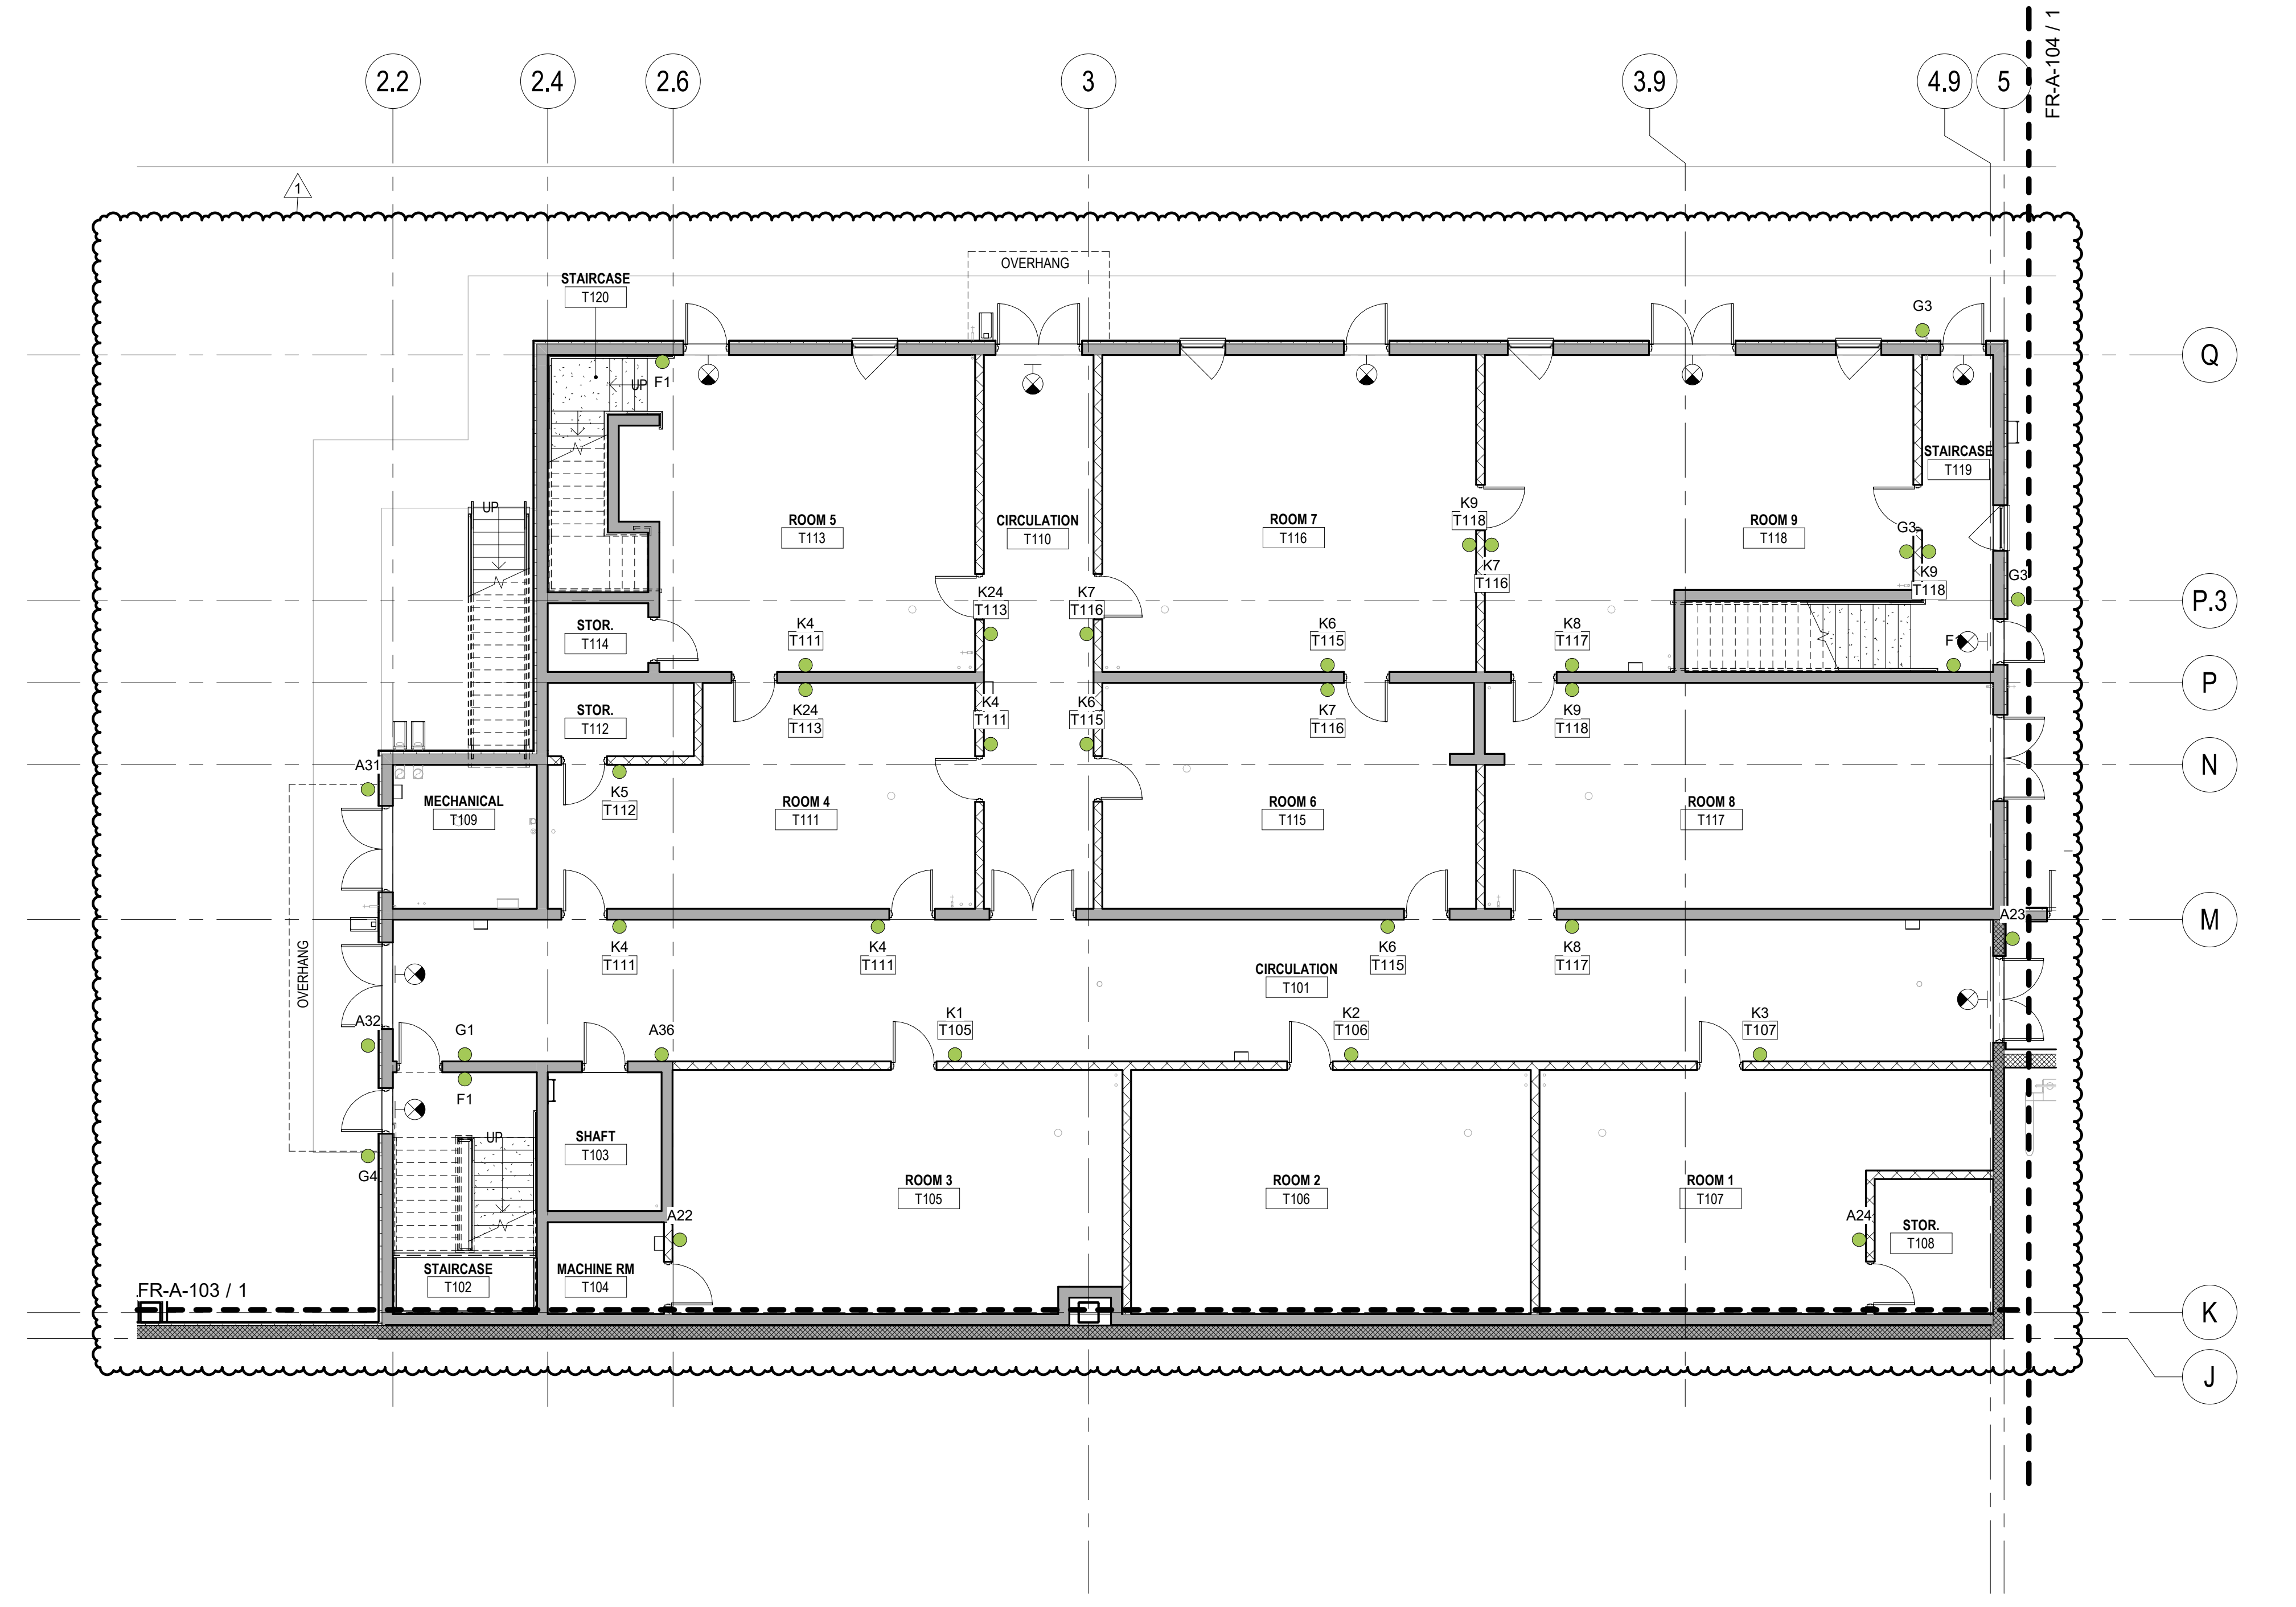 FR-A-104 / 1
2.2
2.4
2.6
3
3.9
4.9
5
1
OVERHANG
STAIRCASE
T120
G3
Q
UP
F1
STAIRCASE
T119
UP
K9
T118
ROOM 5
T113
CIRCULATION
T110
ROOM 7
T116
ROOM 9
T118
G3
K7
T116
K9
T118
G3
K24
T113
K7
T116
P.3
STOR.
T114
K4
T111
K6
T115
K8
T117
F1
P
STOR.
T112
K24
T113
K4
T111
K6
T115
K7
T116
K9
T118
A31
N
MECHANICAL
T109
K5
T112
ROOM 4
T111
ROOM 6
T115
ROOM 8
T117
A23
M
OVERHANG
K4
T111
K4
T111
K6
T115
K8
T117
CIRCULATION
T101
A32
G1
A36
K1
T105
K2
T106
K3
T107
F1
UP
SHAFT
T103
G4
ROOM 3
T105
ROOM 2
T106
ROOM 1
T107
A22
A24
STOR.
T108
STAIRCASE
T102
MACHINE RM
T104
FR-A-103 / 1
K
J